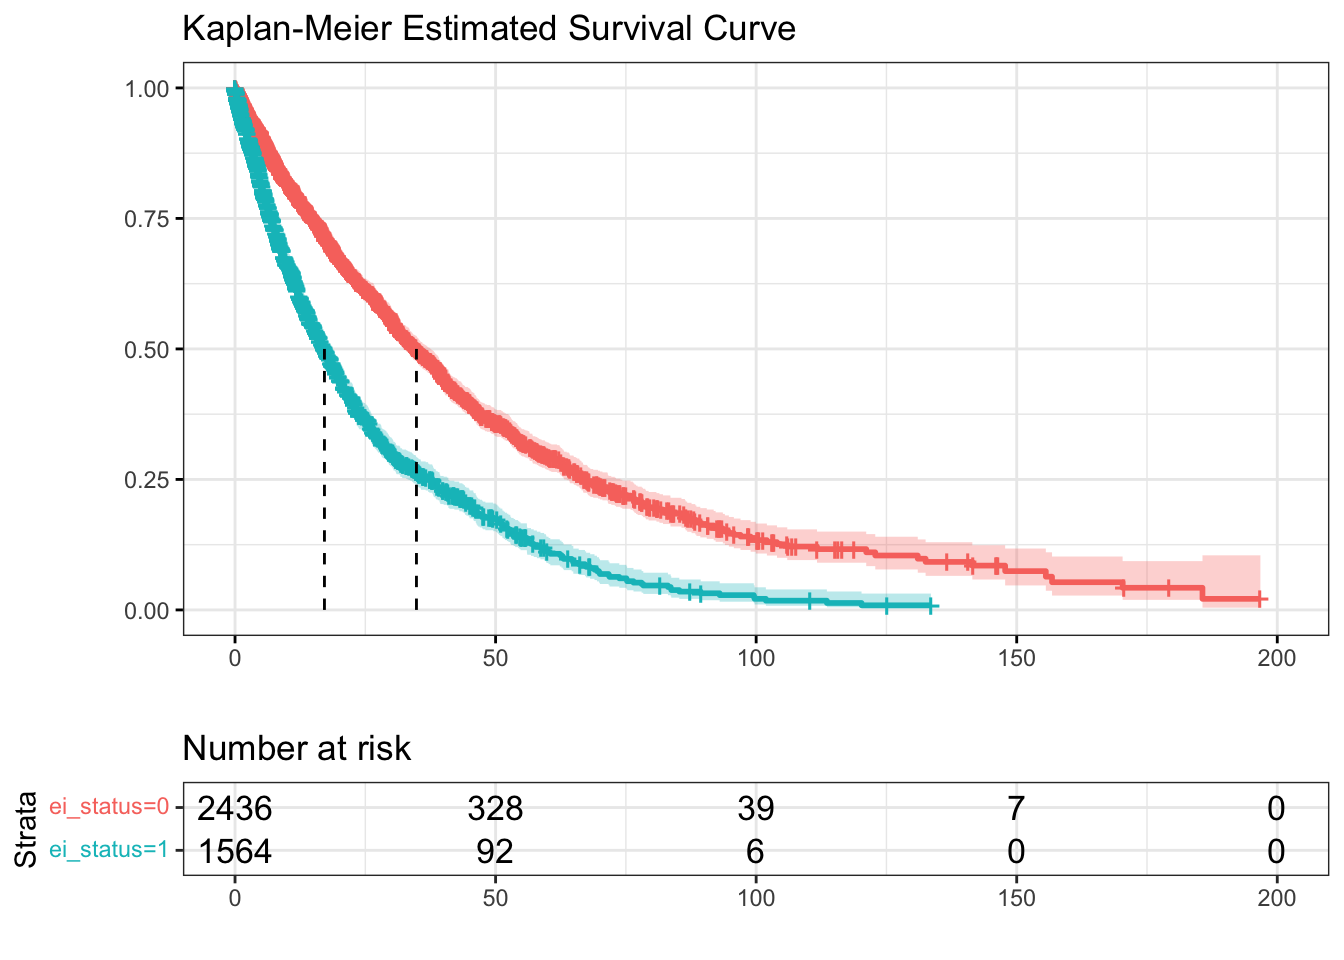 Kaplan-Meier Estimated Survival Curve
1.00
0.75
0.50
0.25
0.00
0 50 100 150 200
Number at risk
Strata
ei_status=0 2436 328 39 7 0
ei_status=1 1564 92 6 0 0
0 50 100 150 200